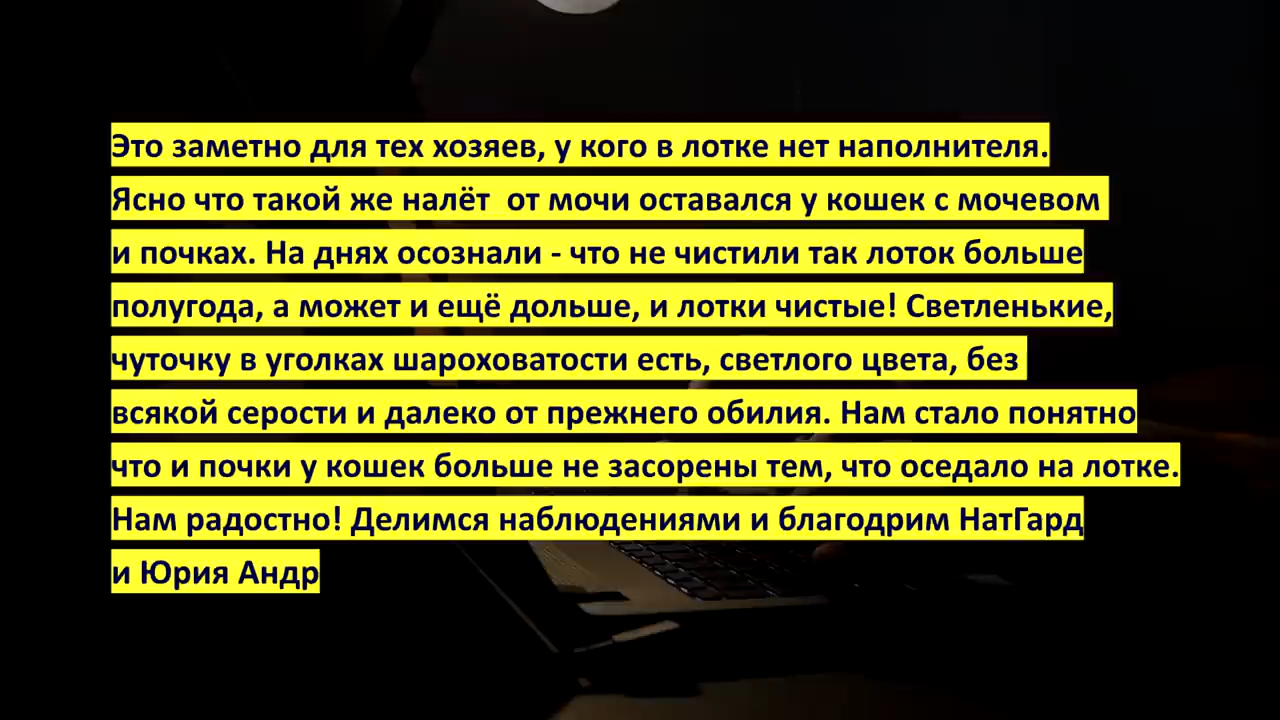 Это заметно для тех хозяев, у кого в лотке нет наполнителя.
Ясно что такой же налёт  от мочи оставался у кошек с мочевом
и почках. На днях осознали - что не чистили так лоток больше
полугода, а может и ещё дольше, и лотки чистые! Светленькие,
чуточку в уголках шароховатости есть, светлого цвета, без
всякой серости и далеко от прежнего обилия. Нам стало понятно
что и почки у кошек больше не засорены тем, что оседало на лотке.
Нам радостно! Делимся наблюдениями и благодрим НатГард
и Юрия Андр